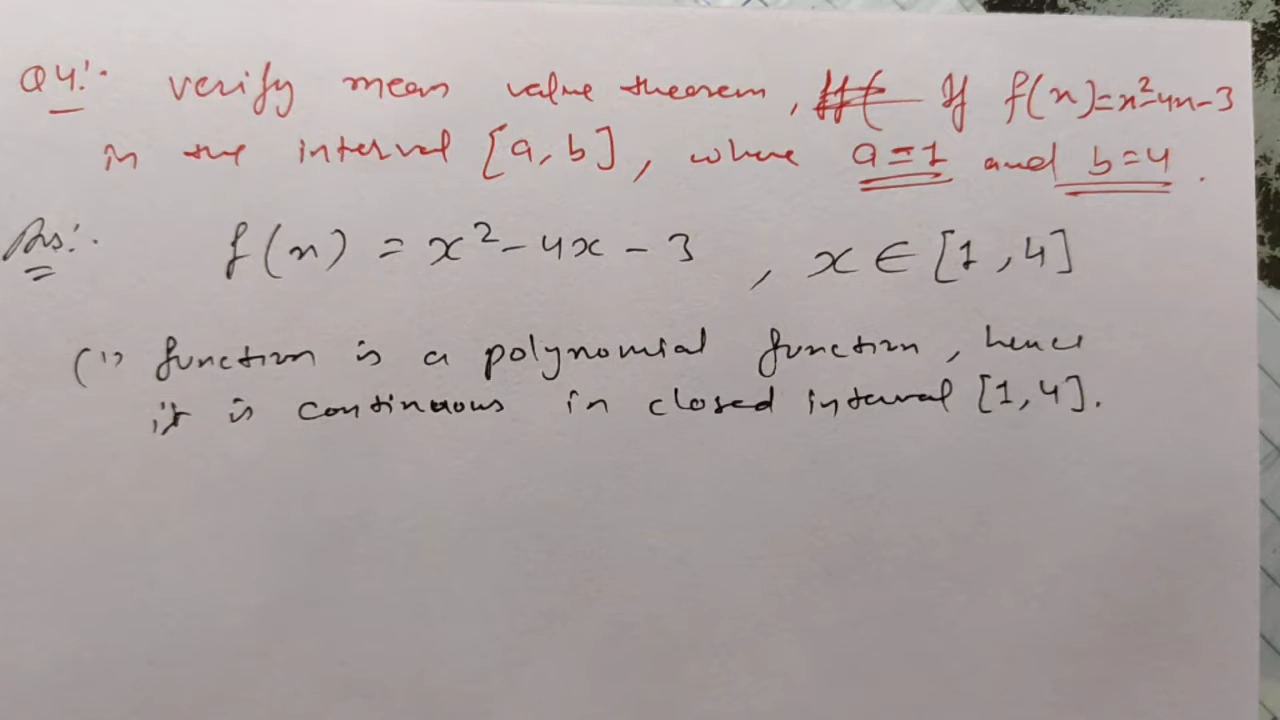 Q4:- verify mean value theorem, If f(x)=x²-4x-3
in the interval [a, b], where a=1 and b=4.
Ans:- f(x) = x² - 4x - 3 , x ∈ [1, 4]
(i) function is a polynomial function, hence
it is continuous in closed interval [1, 4].